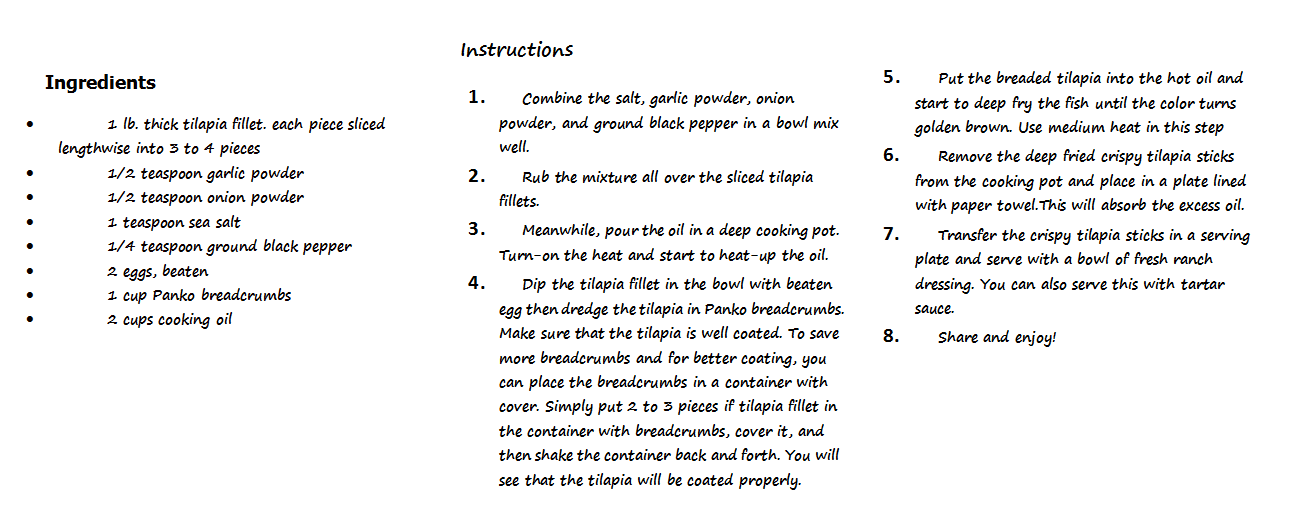 Ingredients
• 1 lb. thick tilapia fillet. each piece sliced
lengthwise into 3 to 4 pieces
• 1/2 teaspoon garlic powder
• 1/2 teaspoon onion powder
• 1 teaspoon sea salt
• 1/4 teaspoon ground black pepper
• 2 eggs, beaten
• 1 cup Panko breadcrumbs
• 2 cups cooking oil
Instructions
1. Combine the salt, garlic powder, onion
powder, and ground black pepper in a bowl mix
well.
2. Rub the mixture all over the sliced tilapia
fillets.
3. Meanwhile, pour the oil in a deep cooking pot.
Turn-on the heat and start to heat-up the oil.
4. Dip the tilapia fillet in the bowl with beaten
egg then dredge the tilapia in Panko breadcrumbs.
Make sure that the tilapia is well coated. To save
more breadcrumbs and for better coating, you
can place the breadcrumbs in a container with
cover. Simply put 2 to 3 pieces if tilapia fillet in
the container with breadcrumbs, cover it, and
then shake the container back and forth. You will
see that the tilapia will be coated properly.
5. Put the breaded tilapia into the hot oil and
start to deep fry the fish until the color turns
golden brown. Use medium heat in this step
6. Remove the deep fried crispy tilapia sticks
from the cooking pot and place in a plate lined
with paper towel.This will absorb the excess oil.
7. Transfer the crispy tilapia sticks in a serving
plate and serve with a bowl of fresh ranch
dressing. You can also serve this with tartar
sauce.
8. Share and enjoy!